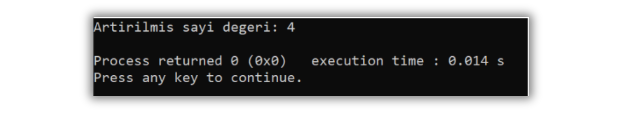 Artirilmis sayi degeri: 4
Process returned 0 (0x0)   execution time : 0.014 s
Press any key to continue.